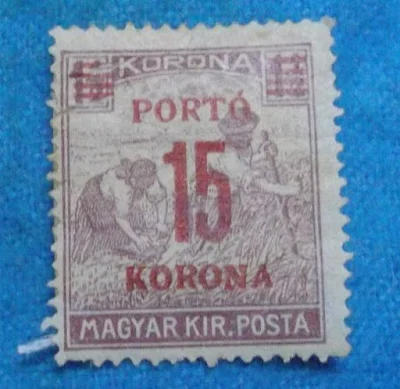 KORONA
PORTÓ
15
KORONA
MAGYAR KIR. POSTA